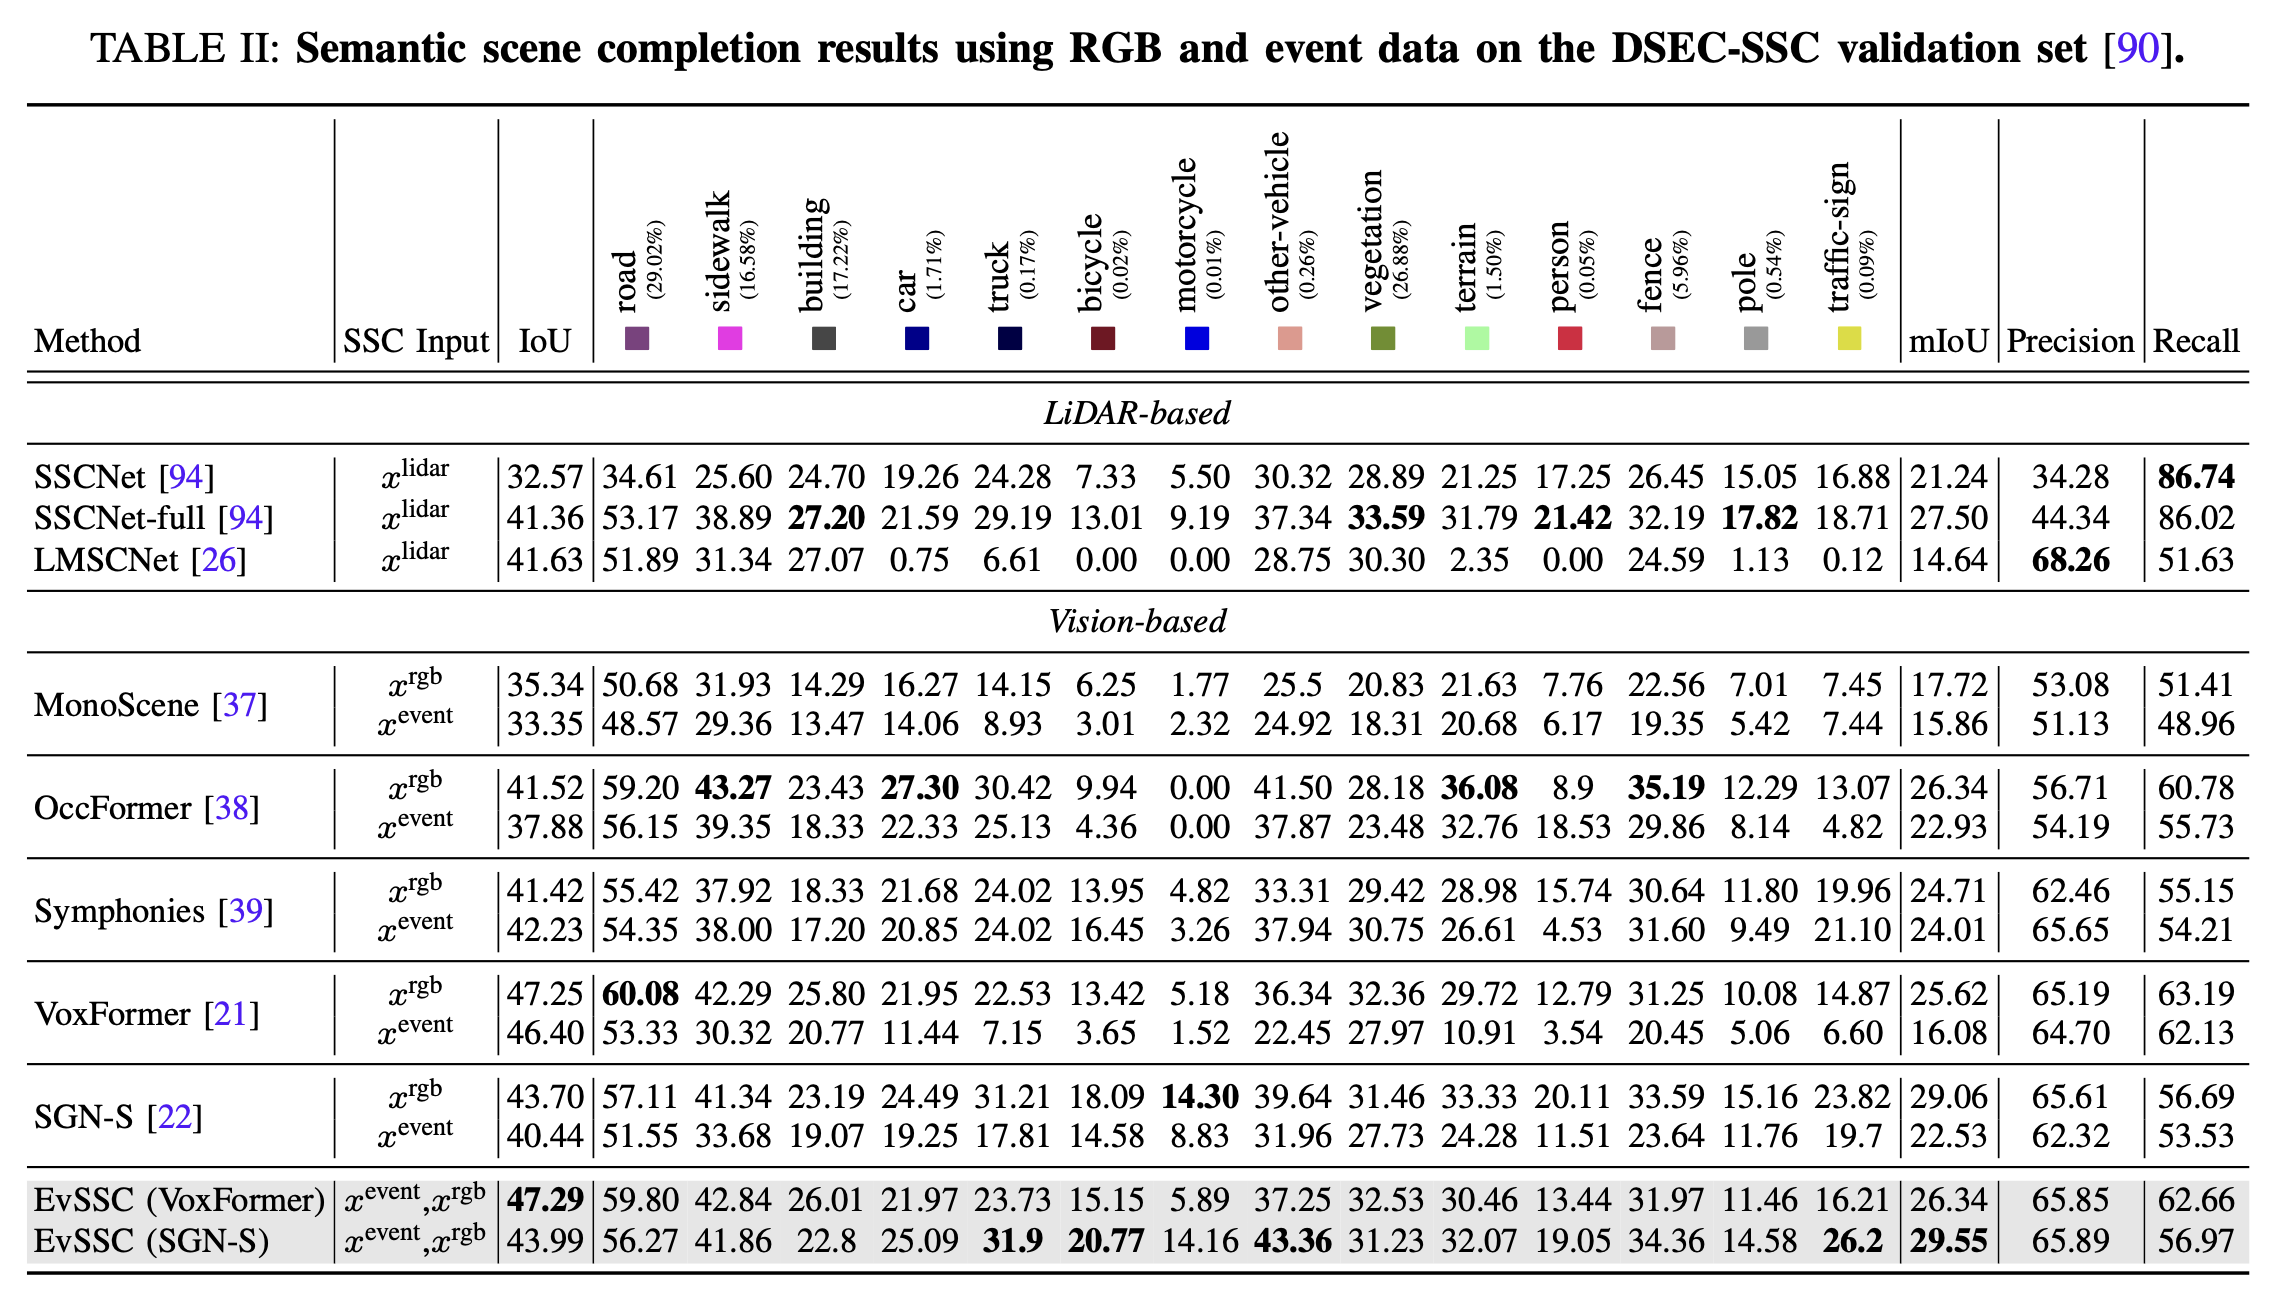 TABLE II: Semantic scene completion results using RGB and event data on the DSEC-SSC validation set [90].
Method SSC Input IoU road (29.02%) sidewalk (16.58%) building (17.22%) car (1.71%) truck (0.17%) bicycle (0.02%) motorcycle (0.01%) other-vehicle (0.26%) vegetation (26.88%) terrain (1.50%) person (0.05%) fence (5.96%) pole (0.54%) traffic-sign (0.09%) mIoU Precision Recall
LiDAR-based
SSCNet [94] x^lidar 32.57 34.61 25.60 24.70 19.26 24.28 7.33 5.50 30.32 28.89 21.25 17.25 26.45 15.05 16.88 21.24 34.28 86.74
SSCNet-full [94] x^lidar 41.36 53.17 38.89 27.20 21.59 29.19 13.01 9.19 37.34 33.59 31.79 21.42 32.19 17.82 18.71 27.50 44.34 86.02
LMSCNet [26] x^lidar 41.63 51.89 31.34 27.07 0.75 6.61 0.00 0.00 28.75 30.30 2.35 0.00 24.59 1.13 0.12 14.64 68.26 51.63
Vision-based
MonoScene [37] x^rgb 35.34 50.68 31.93 14.29 16.27 14.15 6.25 1.77 25.5 20.83 21.63 7.76 22.56 7.01 7.45 17.72 53.08 51.41
x^event 33.35 48.57 29.36 13.47 14.06 8.93 3.01 2.32 24.92 18.31 20.68 6.17 19.35 5.42 7.44 15.86 51.13 48.96
OccFormer [38] x^rgb 41.52 59.20 43.27 23.43 27.30 30.42 9.94 0.00 41.50 28.18 36.08 8.9 35.19 12.29 13.07 26.34 56.71 60.78
x^event 37.88 56.15 39.35 18.33 22.33 25.13 4.36 0.00 37.87 23.48 32.76 18.53 29.86 8.14 4.82 22.93 54.19 55.73
Symphonies [39] x^rgb 41.42 55.42 37.92 18.33 21.68 24.02 13.95 4.82 33.31 29.42 28.98 15.74 30.64 11.80 19.96 24.71 62.46 55.15
x^event 42.23 54.35 38.00 17.20 20.85 24.02 16.45 3.26 37.94 30.75 26.61 4.53 31.60 9.49 21.10 24.01 65.65 54.21
VoxFormer [21] x^rgb 47.25 60.08 42.29 25.80 21.95 22.53 13.42 5.18 36.34 32.36 29.72 12.79 31.25 10.08 14.87 25.62 65.19 63.19
x^event 46.40 53.33 30.32 20.77 11.44 7.15 3.65 1.52 22.45 27.97 10.91 3.54 20.45 5.06 6.60 16.08 64.70 62.13
SGN-S [22] x^rgb 43.70 57.11 41.34 23.19 24.49 31.21 18.09 14.30 39.64 31.46 33.33 20.11 33.59 15.16 23.82 29.06 65.61 56.69
x^event 40.44 51.55 33.68 19.07 19.25 17.81 14.58 8.83 31.96 27.73 24.28 11.51 23.64 11.76 19.7 22.53 62.32 53.53
EvSSC (VoxFormer) x^event,x^rgb 47.29 59.80 42.84 26.01 21.97 23.73 15.15 5.89 37.25 32.53 30.46 13.44 31.97 11.46 16.21 26.34 65.85 62.66
EvSSC (SGN-S) x^event,x^rgb 43.99 56.27 41.86 22.8 25.09 31.9 20.77 14.16 43.36 31.23 32.07 19.05 34.36 14.58 26.2 29.55 65.89 56.97